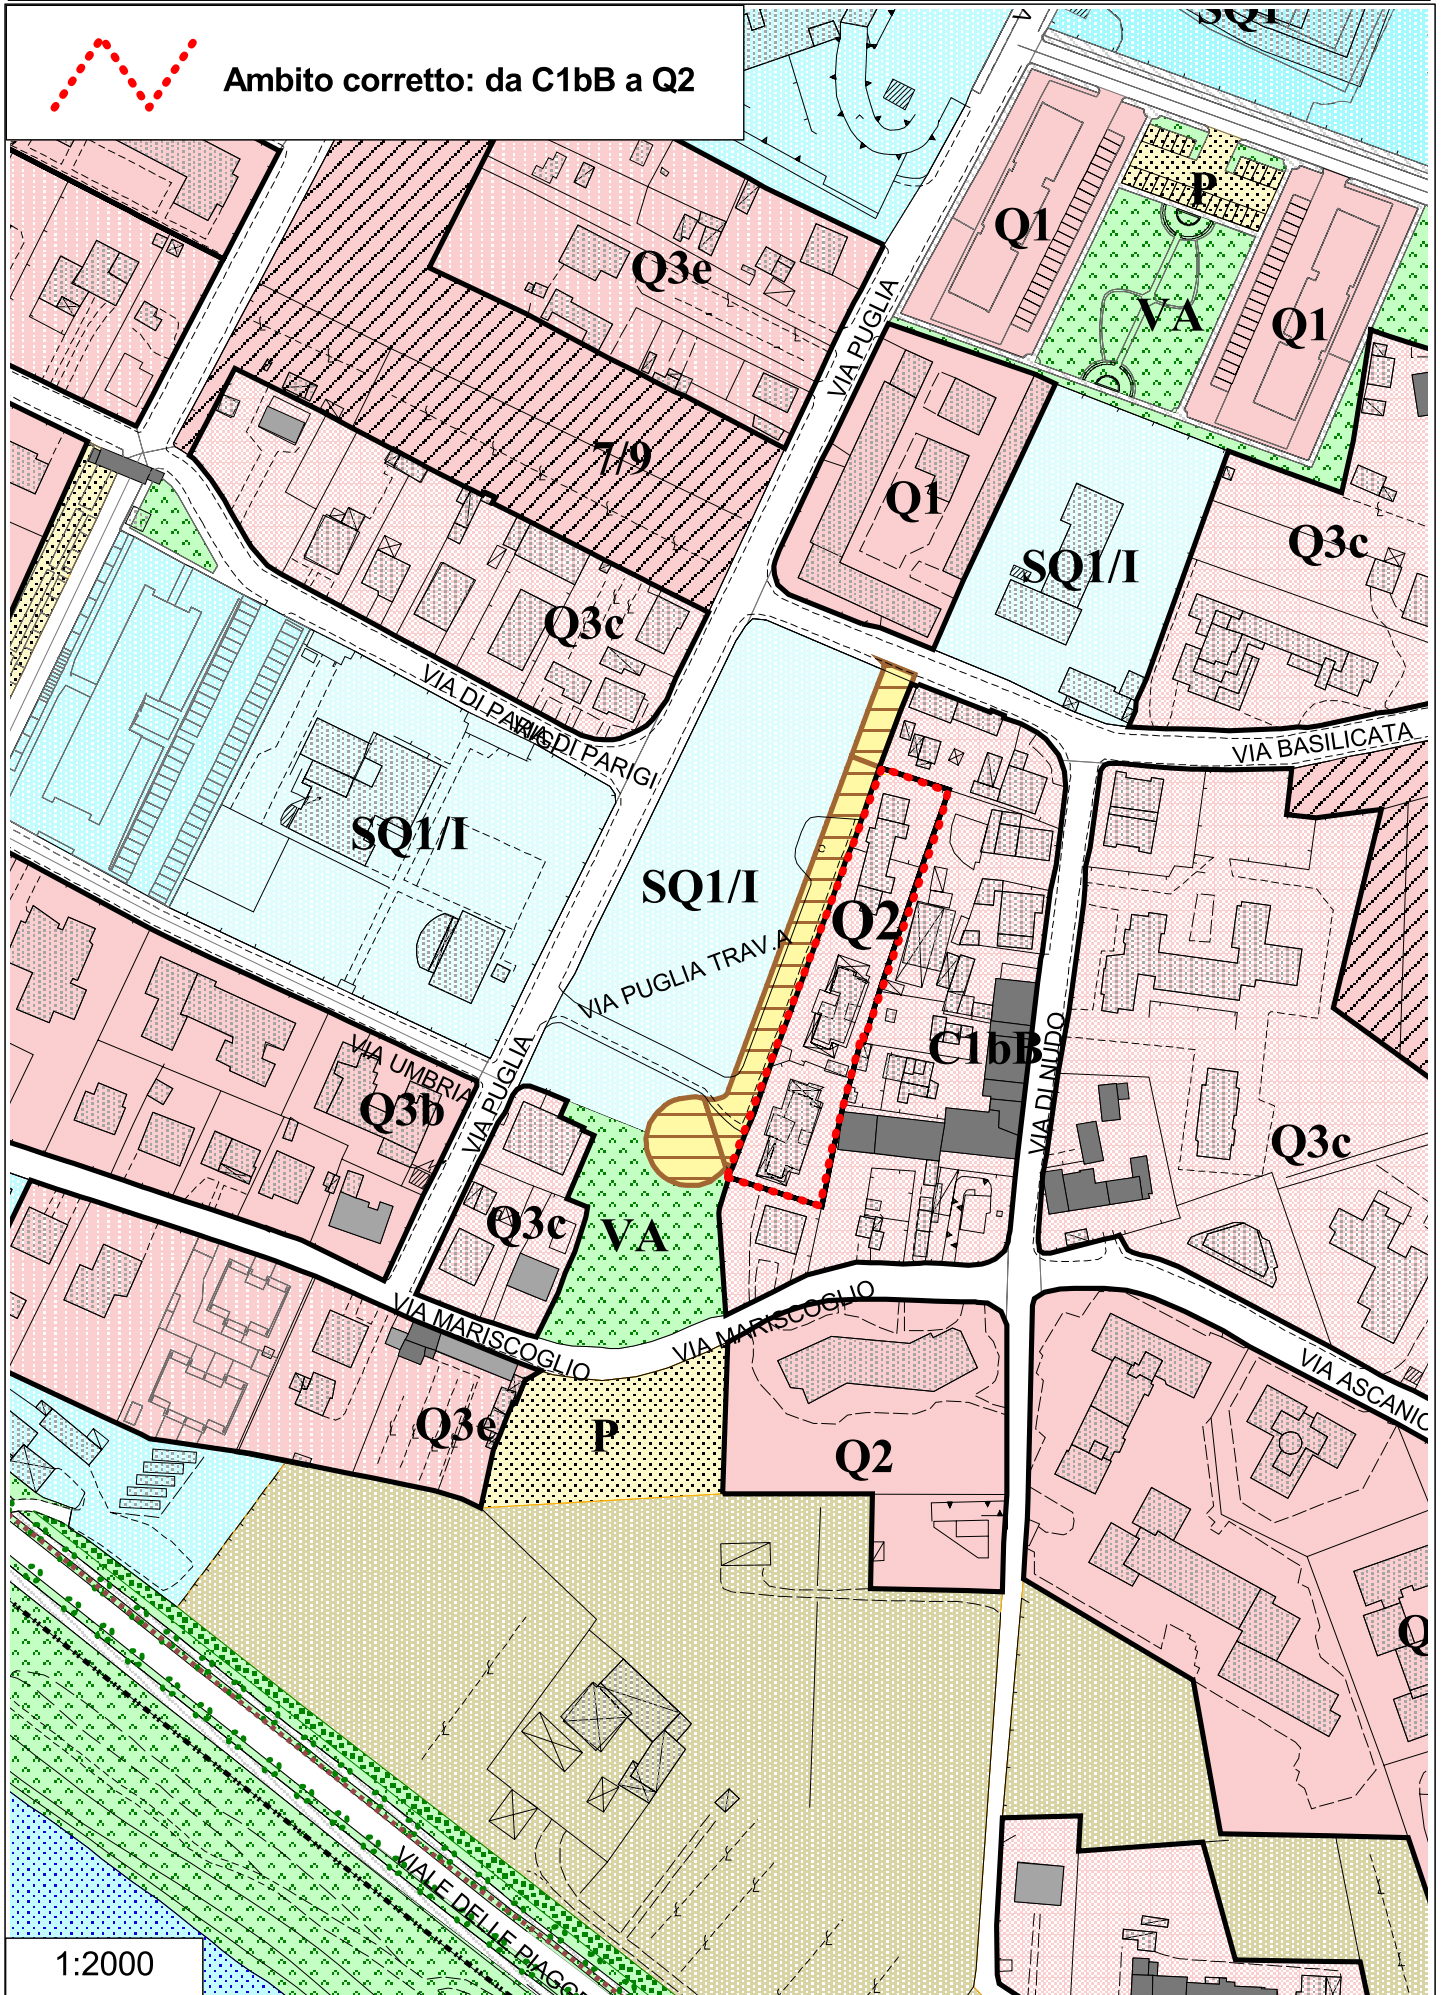 Ambito corretto: da C1bB a Q2
SQ1
P
Q1
Q3e
VA
Q1
VIA PUGLIA
7/9
Q1
Q3c
SQ1/I
Q3c
VIA DI PARIGI
VIA DI PARIGI
VIA BASILICATA
SQ1/I
SQ1/I
Q2
VIA PUGLIA TRAV.A
C1bB
VIA UMBRIA
VIA PUGLIA
VIA DI NUDO
Q3b
Q3c
Q3c
VA
VIA MARISCOGLIO
VIA MARISCOGLIO
VIA ASCANIO
Q3e
P
Q2
Q
VIALE DELLE PIAGGE
1:2000